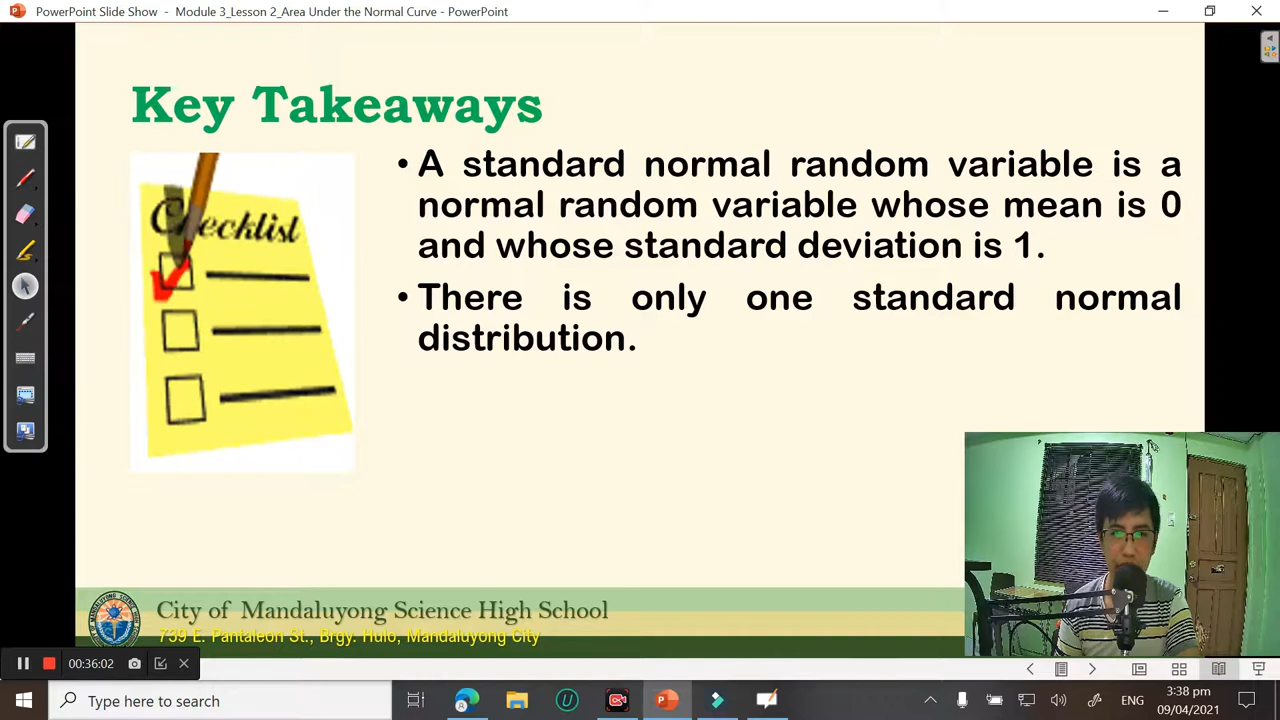 PowerPoint Slide Show - Module 3_Lesson 2_Area Under the Normal Curve - PowerPoint
Key Takeaways
Checklist
• A standard normal random variable is a
normal random variable whose mean is 0
and whose standard deviation is 1.
• There is only one standard normal
distribution.
City of Mandaluyong Science High School
739 E. Pantaleon St., Brgy. Hulo, Mandaluyong City
00:36:02
Type here to search
ENG
3:38 pm
09/04/2021